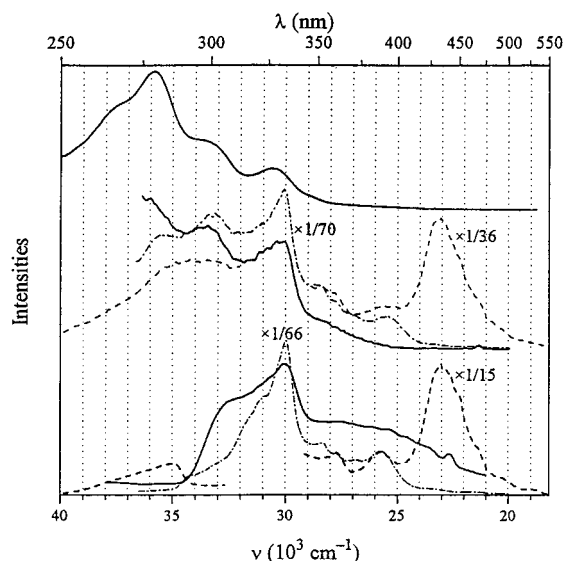 λ (nm)
250 300 350 400 450 500 550
×1/70
×1/36
Intensities
×1/66
×1/15
40 35 30 25 20
ν (10³ cm⁻¹)